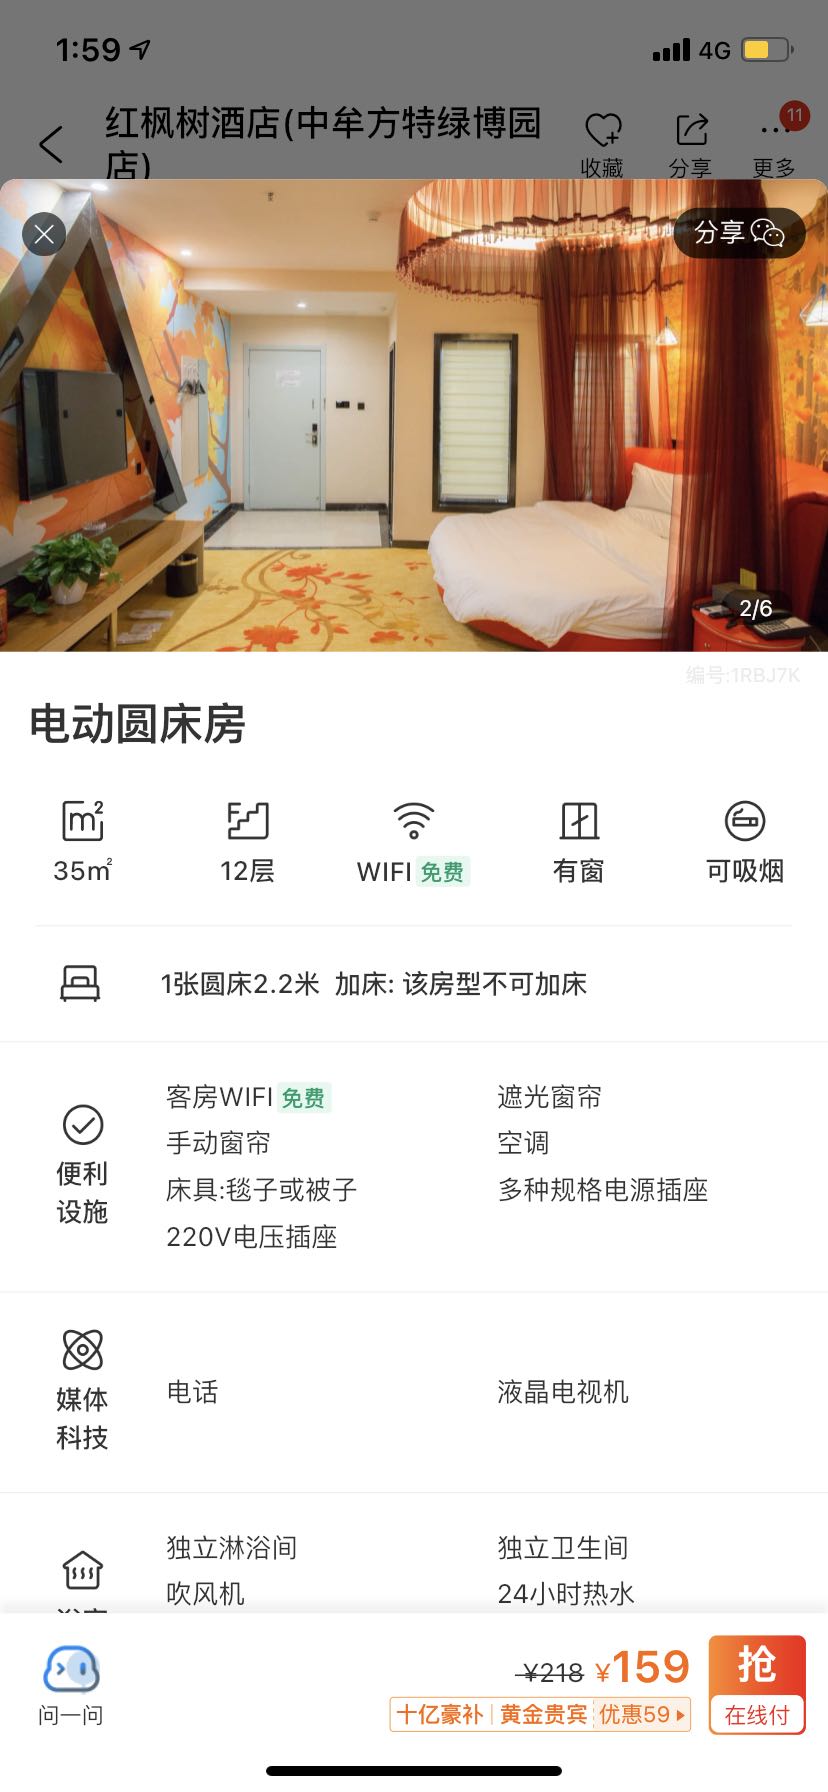 1:59
4G
红枫树酒店(中牟方特绿博园店)
收藏
分享
更多
11
分享
2/6
编号:1RBJ7K
电动圆床房
m²
35㎡
12层
WIFI 免费
有窗
可吸烟
1张圆床2.2米 加床: 该房型不可加床
便利设施
客房WIFI 免费
遮光窗帘
手动窗帘
空调
床具:毯子或被子
多种规格电源插座
220V电压插座
媒体科技
电话
液晶电视机
独立淋浴间
独立卫生间
吹风机
24小时热水
问一问
¥218 ¥159
十亿豪补 黄金贵宾 优惠59
抢
在线付